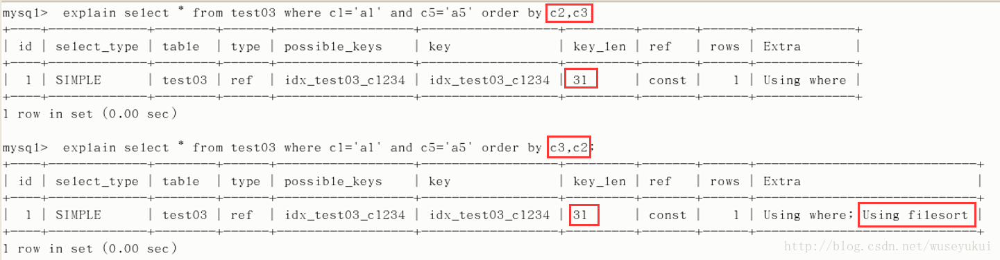 mysql> explain select * from test03 where c1='a1' and c5='a5' order by c2,c3
+----+-------------+--------+------+------------------+------------------+---------+-------+------+-------------+
| id | select_type | table | type | possible_keys | key | key_len | ref | rows | Extra |
+----+-------------+--------+------+------------------+------------------+---------+-------+------+-------------+
| 1 | SIMPLE | test03 | ref | idx_test03_c1234 | idx_test03_c1234 | 31 | const | 1 | Using where |
+----+-------------+--------+------+------------------+------------------+---------+-------+------+-------------+
1 row in set (0.00 sec)
mysql> explain select * from test03 where c1='a1' and c5='a5' order by c3,c2;
+----+-------------+--------+------+------------------+------------------+---------+-------+------+-----------------------------+
| id | select_type | table | type | possible_keys | key | key_len | ref | rows | Extra |
+----+-------------+--------+------+------------------+------------------+---------+-------+------+-----------------------------+
| 1 | SIMPLE | test03 | ref | idx_test03_c1234 | idx_test03_c1234 | 31 | const | 1 | Using where; Using filesort |
+----+-------------+--------+------+------------------+------------------+---------+-------+------+-----------------------------+
1 row in set (0.00 sec)
http://blog.csdn.net/wuseyukui